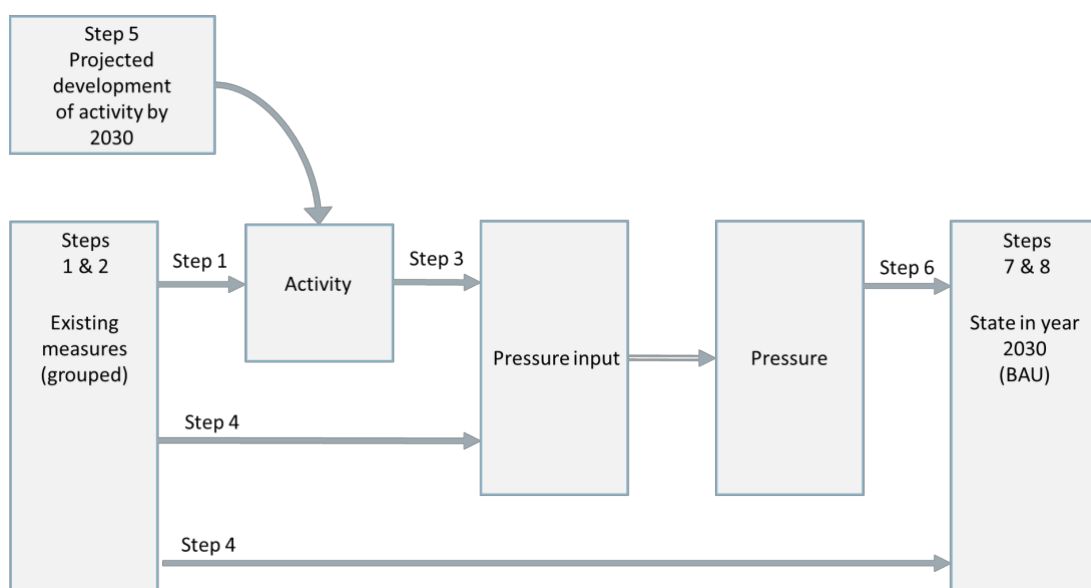 Step 5
Projected
development
of activity by
2030
Steps
1 & 2
Existing
measures
(grouped)
Step 1
Activity
Step 3
Pressure input
Pressure
Step 6
Steps
7 & 8
State in year
2030
(BAU)
Step 4
Step 4